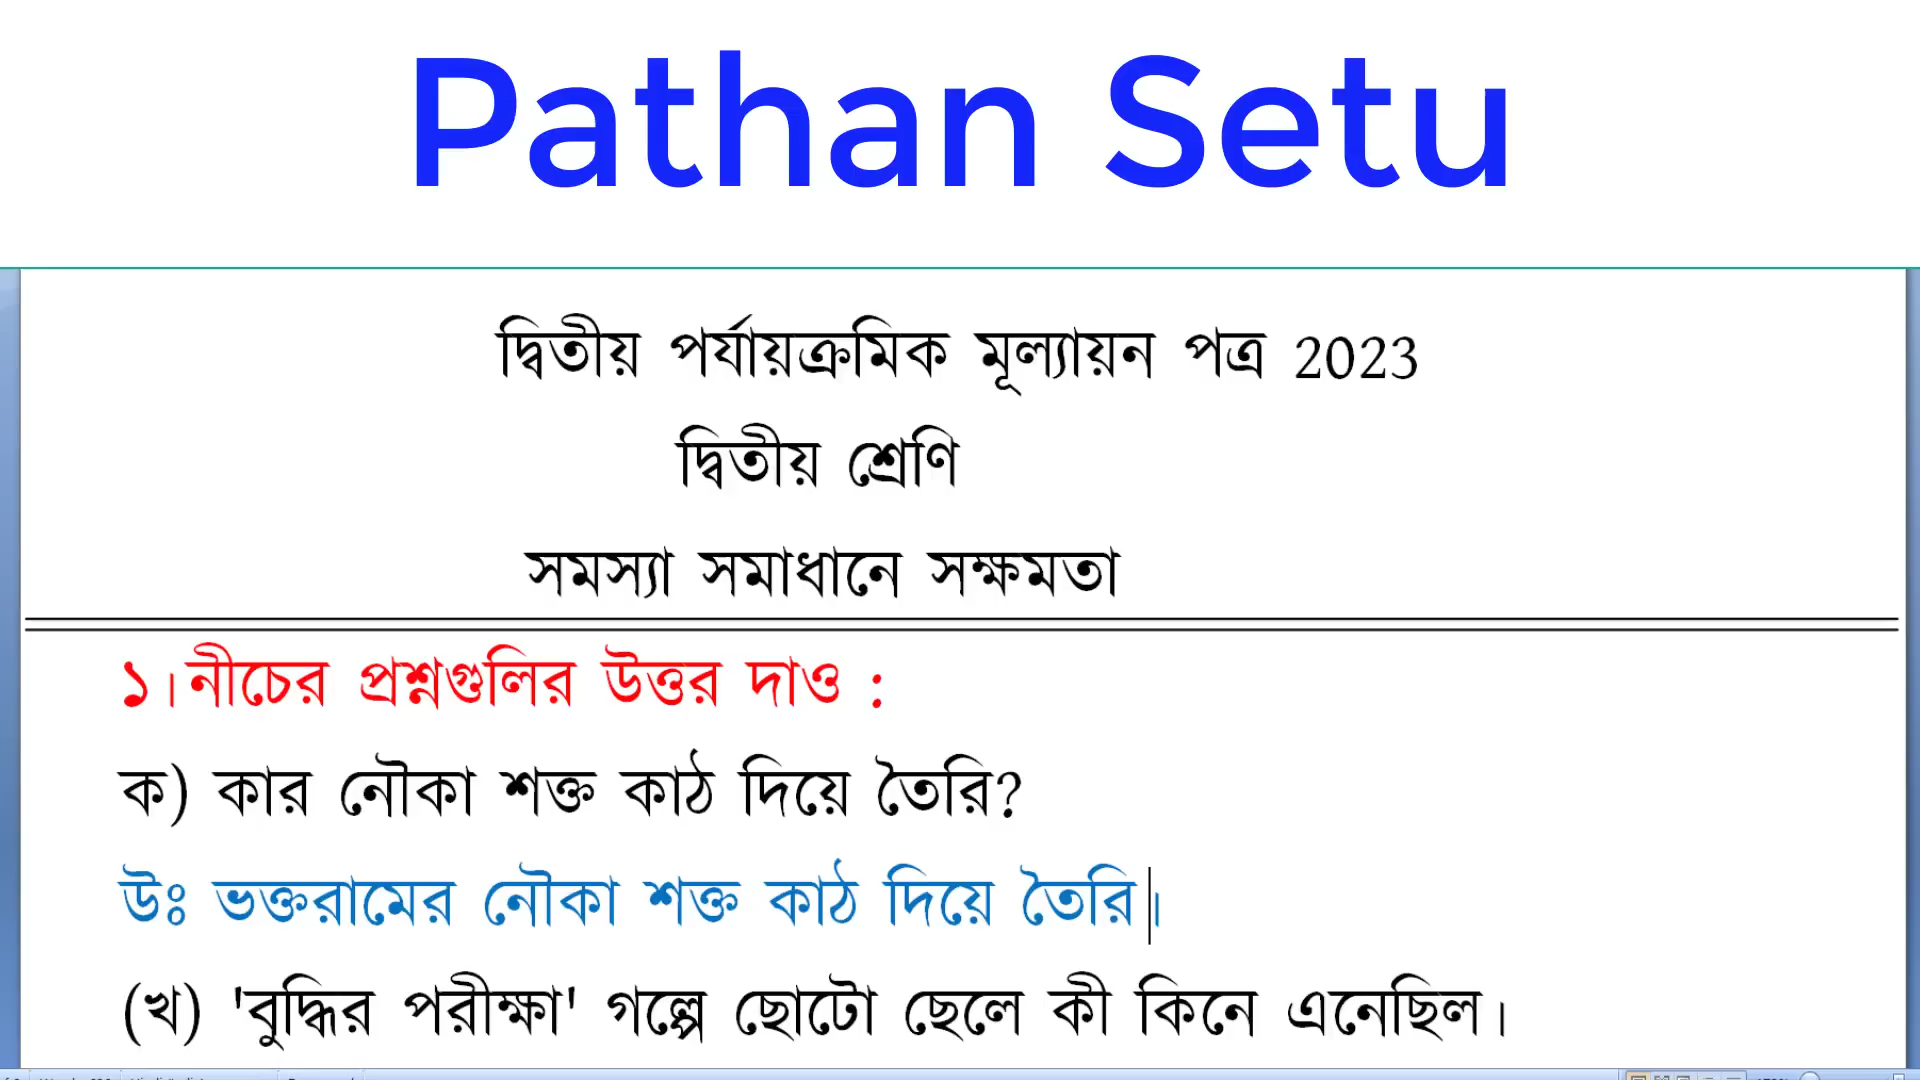 Pathan Setu
দ্বিতীয় পর্যায়ক্রমিক মূল্যায়ন পত্র 2023
দ্বিতীয় শ্রেণি
সমস্যা সমাধানে সক্ষমতা
১।নীচের প্রশ্নগুলির উত্তর দাও :
ক) কার নৌকা শক্ত কাঠ দিয়ে তৈরি?
উঃ ভক্তরামের নৌকা শক্ত কাঠ দিয়ে তৈরি।
(খ) 'বুদ্ধির পরীক্ষা' গল্পে ছোটো ছেলে কী কিনে এনেছিল।